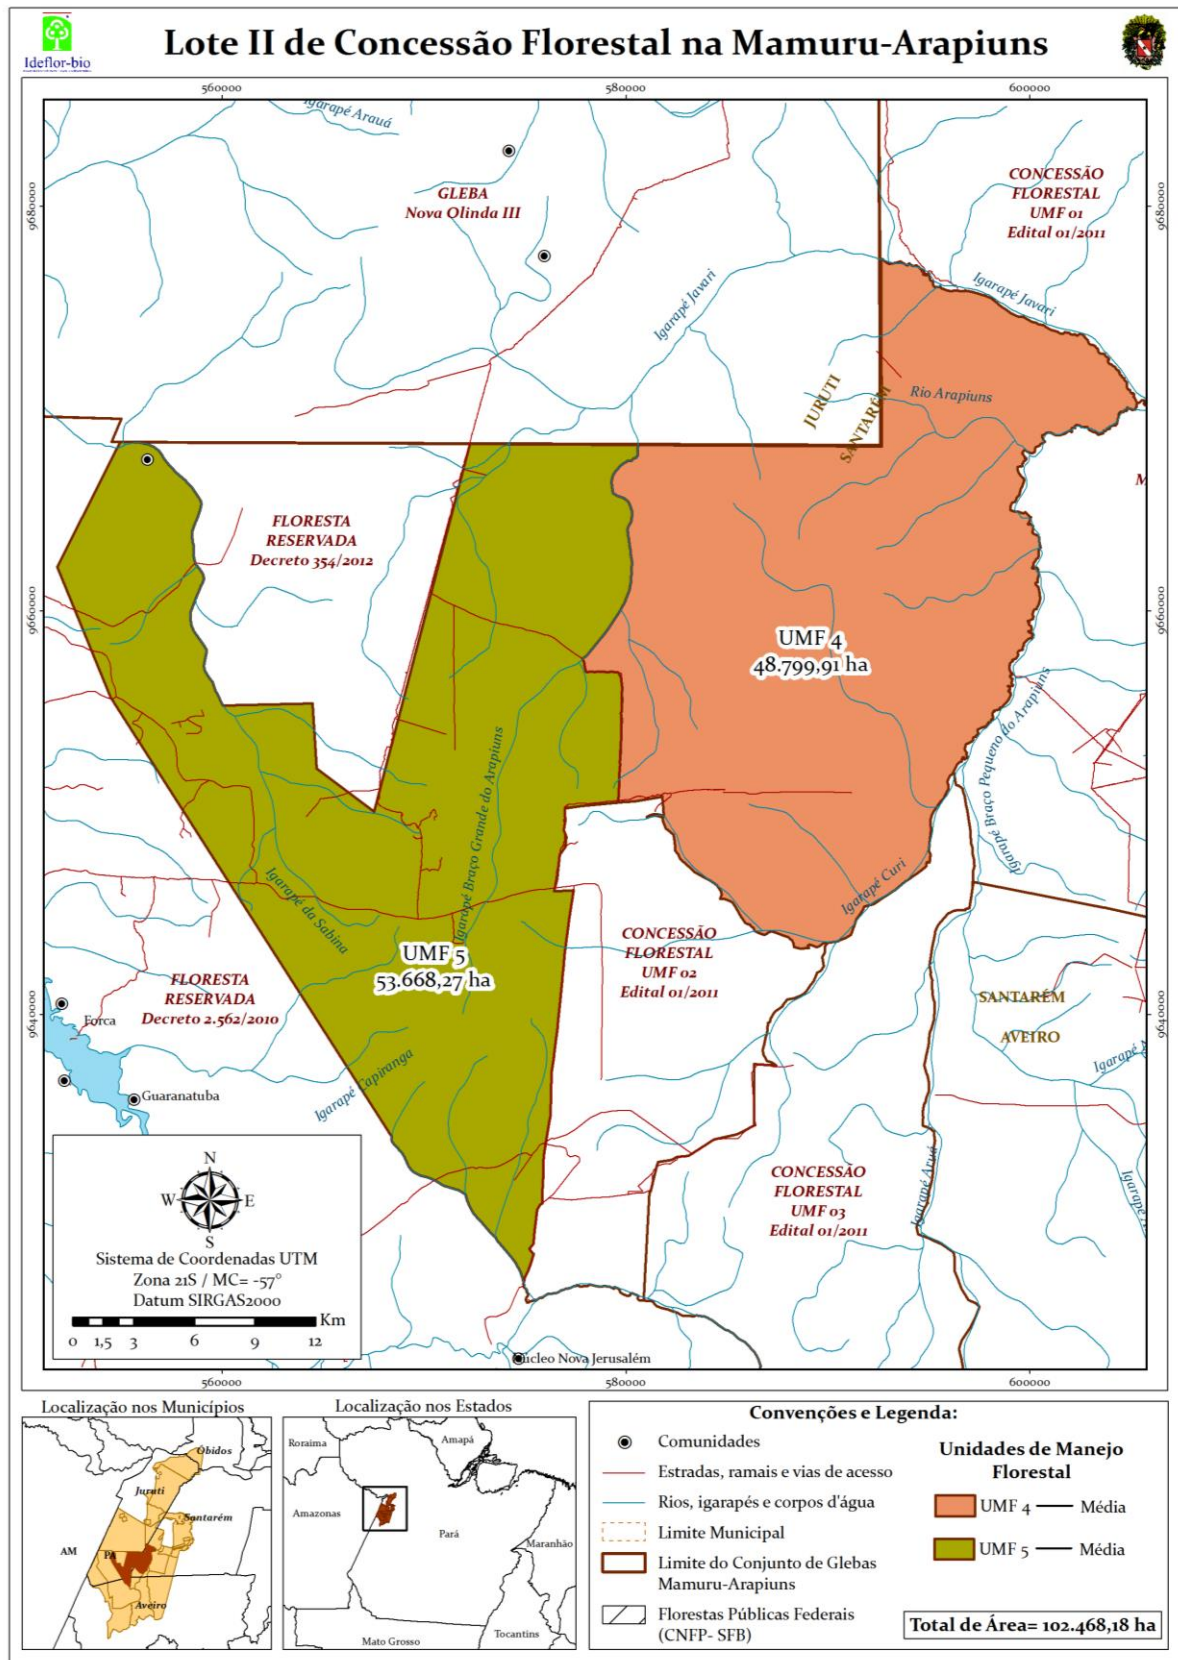 Ideflor-bio
Lote II de Concessão Florestal na Mamuru-Arapiuns
560000
580000
600000
9680000
9680000
9660000
9660000
9640000
9640000
Igarapé Arauá
GLEBA
Nova Olinda III
CONCESSÃO
FLORESTAL
UMF 01
Edital 01/2011
Igarapé Javari
Igarapé Javari
JURUTI
SANTARÉM
Rio Arapiuns
M
FLORESTA
RESERVADA
Decreto 354/2012
UMF 4
48.799,91 ha
Igarapé Braço Pequeno do Arapiuns
Igarapé Braço Grande do Arapiuns
Igarapé Curi
Igarapé da Sabina
UMF 5
53.668,27 ha
CONCESSÃO
FLORESTAL
UMF 02
Edital 01/2011
FLORESTA
RESERVADA
Decreto 2.562/2010
SANTARÉM
AVEIRO
Forca
Guaranatuba
Igarapé Capiranga
Igarapé A
CONCESSÃO
FLORESTAL
UMF 03
Edital 01/2011
Igarapé Aruá
Igarapé
N
W
E
S
Sistema de Coordenadas UTM
Zona 21S / MC= -57°
Datum SIRGAS2000
Km
0 1,5 3 6 9 12
Núcleo Nova Jerusalém
560000
580000
600000
Localização nos Municípios
Óbidos
Juruti
Santarém
AM
PA
Aveiro
Localização nos Estados
Roraima
Amapá
Amazonas
Pará
Maranhão
Mato Grosso
Tocantins
Convenções e Legenda:
Comunidades
Estradas, ramais e vias de acesso
Rios, igarapés e corpos d'água
Limite Municipal
Limite do Conjunto de Glebas
Mamuru-Arapiuns
Florestas Públicas Federais
(CNFP- SFB)
Unidades de Manejo
Florestal
UMF 4 Média
UMF 5 Média
Total de Área= 102.468,18 ha